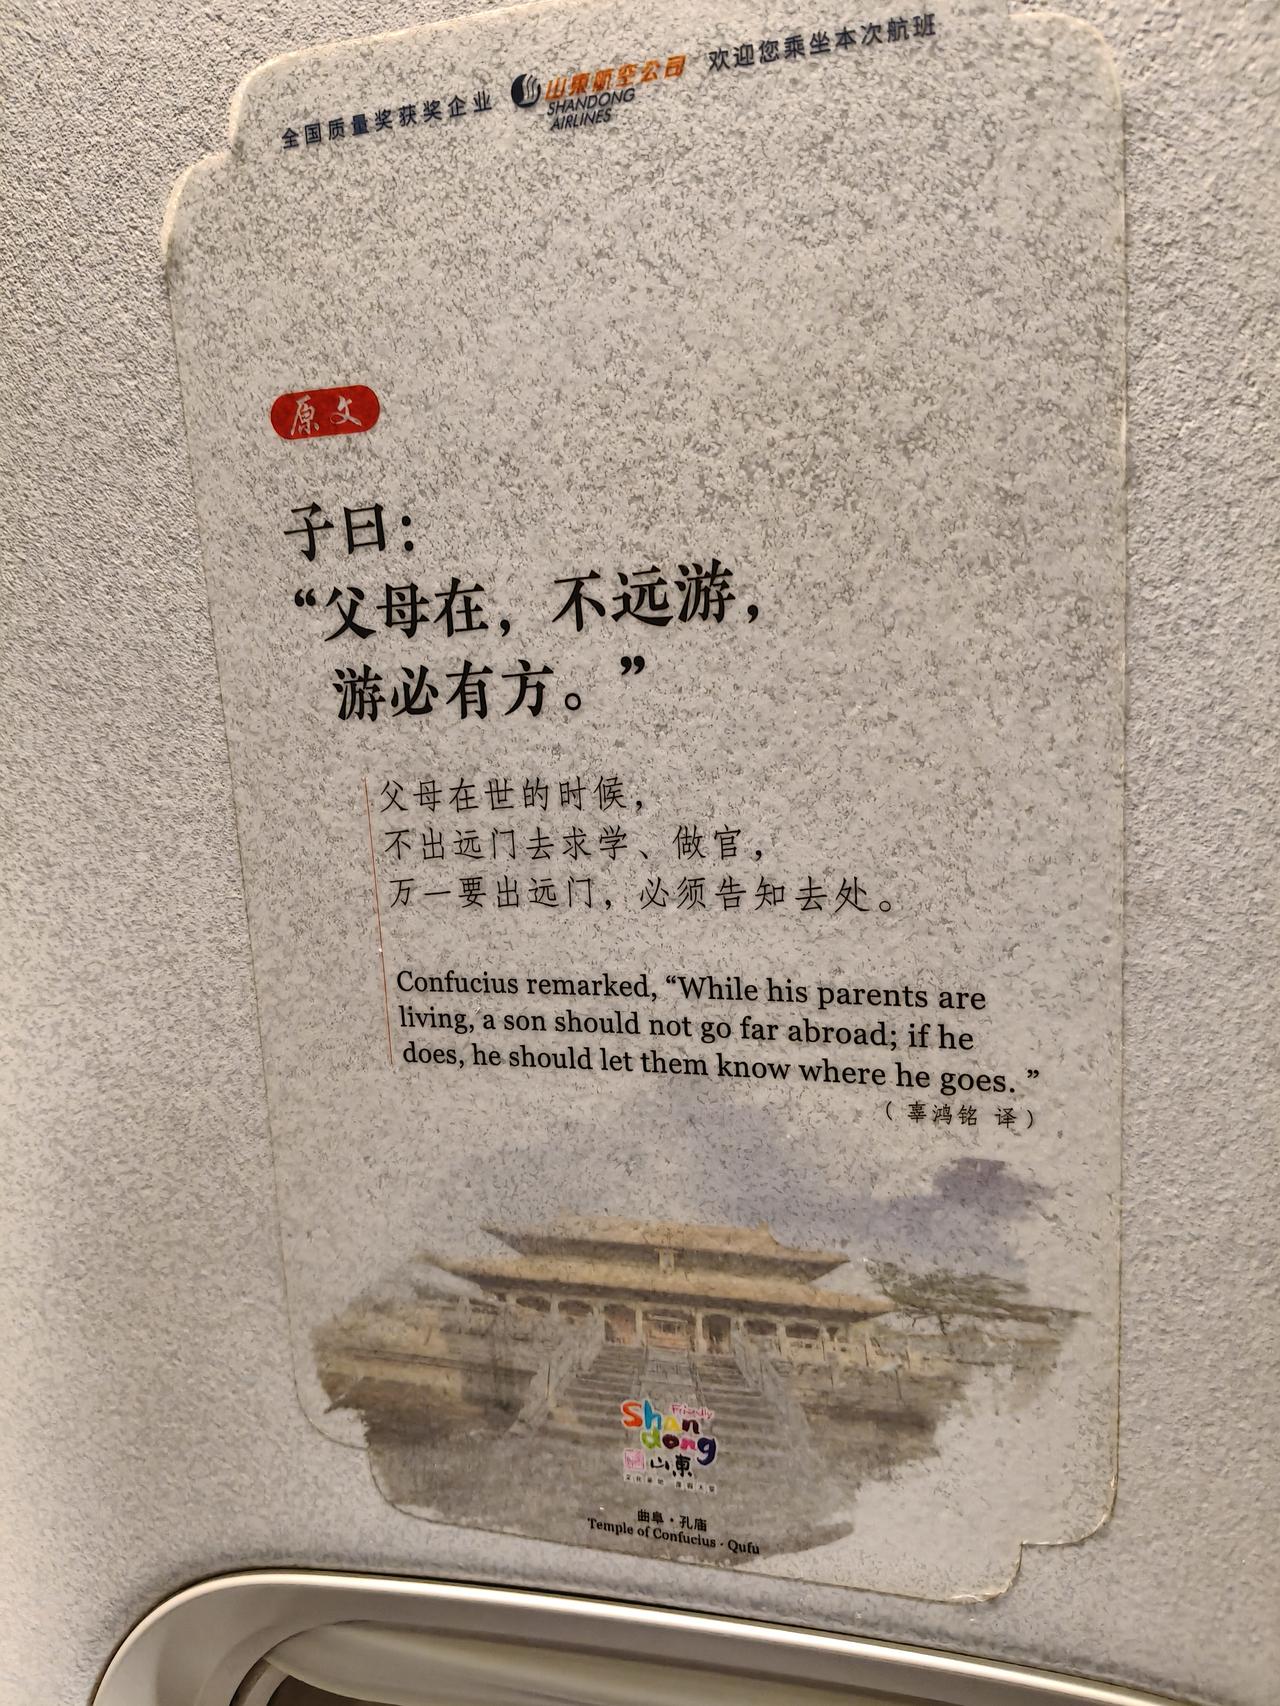 全国质量奖获奖企业 山東航空公司 SHANDONG AIRLINES 欢迎您乘坐本次航班
原文
子曰：
“父母在，不远游，
游必有方。”
父母在世的时候，
不出远门去求学、做官，
万一要出远门，必须告知去处。
Confucius remarked, “While his parents are
living, a son should not go far abroad; if he
does, he should let them know where he goes. ”
（ 辜鸿铭 译 ）
Friendly
Shan
dong
山東
曲阜·孔庙
Temple of Confucius · Qufu